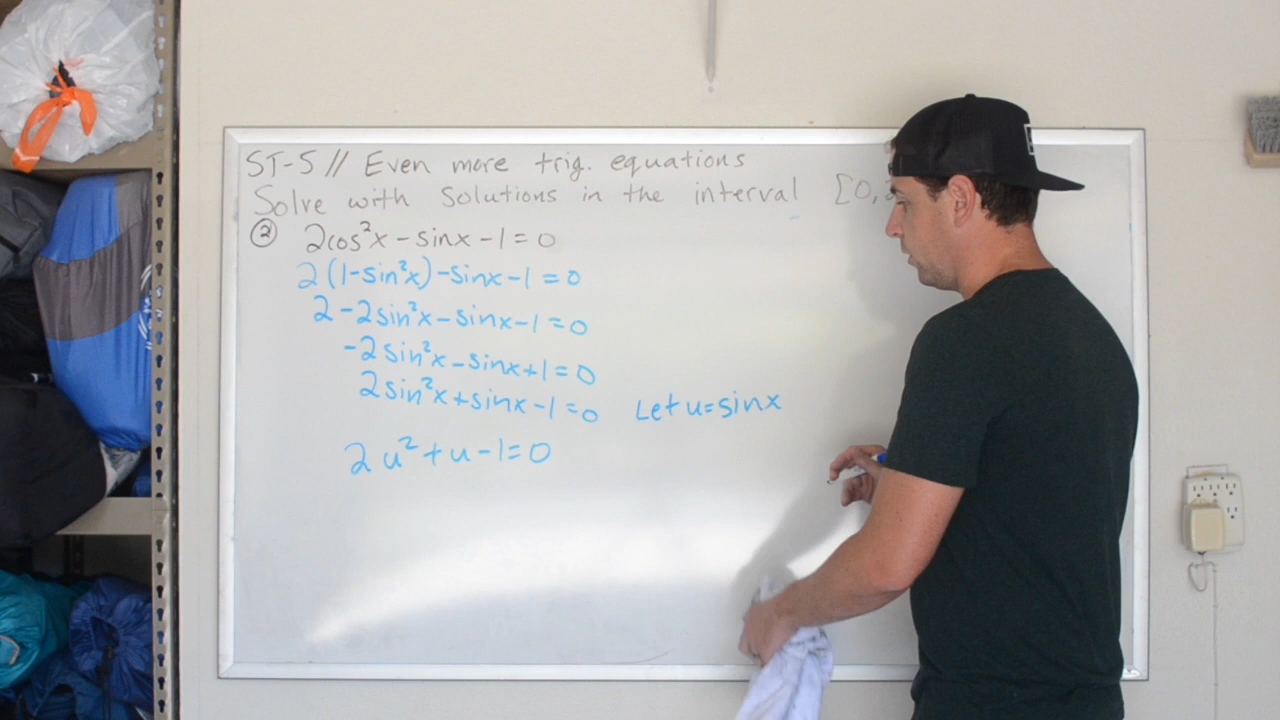 ST-5 // Even more trig. equations
Solve with Solutions in the interval [0,
② 2cos²x - sinx - 1 = 0
2(1-sin²x) - sinx - 1 = 0
2 - 2sin²x - sinx - 1 = 0
-2sin²x - sinx + 1 = 0
2sin²x + sinx - 1 = 0 Let u = sinx
2u² + u - 1 = 0